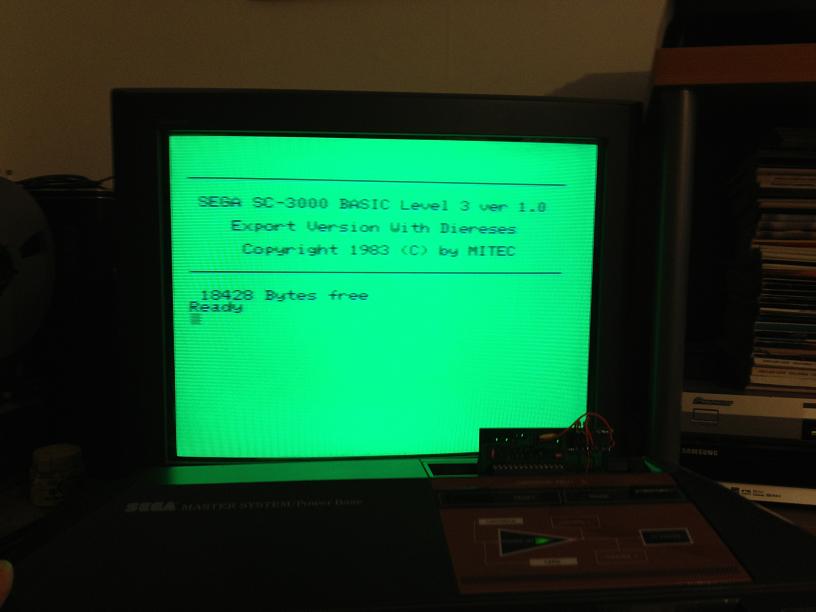 SEGA SC-3000 BASIC Level 3 ver 1.0
Export Version With Diereses
Copyright 1983 (C) by MITEC
18428 Bytes free
Ready
SAMSUNG
SEGA MASTER SYSTEM/Power Base